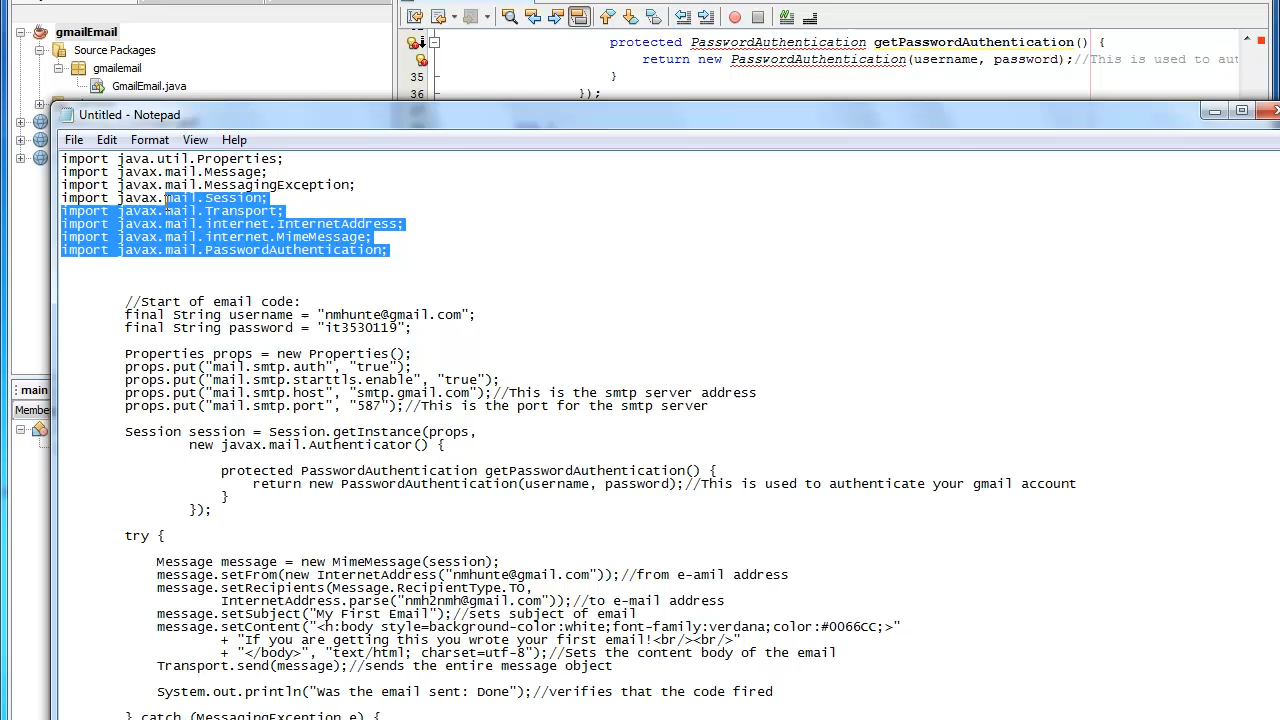 gmailEmail
Source Packages
gmailemail
GmailEmail.java
protected PasswordAuthentication getPasswordAuthentication() {
return new PasswordAuthentication(username, password);//This is used to aut
35 }
36 });
Untitled - Notepad
File Edit Format View Help
import java.util.Properties;
import javax.mail.Message;
import javax.mail.MessagingException;
import javax.mail.Session;
import javax.mail.Transport;
import javax.mail.internet.InternetAddress;
import javax.mail.internet.MimeMessage;
import javax.mail.PasswordAuthentication;
//Start of email code:
final String username = "nmhunte@gmail.com";
final String password = "it3530119";
Properties props = new Properties();
props.put("mail.smtp.auth", "true");
props.put("mail.smtp.starttls.enable", "true");
props.put("mail.smtp.host", "smtp.gmail.com");//This is the smtp server address
props.put("mail.smtp.port", "587");//This is the port for the smtp server
Session session = Session.getInstance(props,
new javax.mail.Authenticator() {
protected PasswordAuthentication getPasswordAuthentication() {
return new PasswordAuthentication(username, password);//This is used to authenticate your gmail account
}
});
try {
Message message = new MimeMessage(session);
message.setFrom(new InternetAddress("nmhunte@gmail.com"));//from e-amil address
message.setRecipients(Message.RecipientType.TO,
InternetAddress.parse("nmh2nmh@gmail.com"));//to e-mail address
message.setSubject("My First Email");//sets subject of email
message.setContent("<h:body style=background-color:white;font-family:verdana;color:#0066CC;>"
+ "If you are getting this you wrote your first email!<br/><br/>"
+ "</body>", "text/html; charset=utf-8");//Sets the content body of the email
Transport.send(message);//sends the entire message object
System.out.println("Was the email sent: Done");//verifies that the code fired
} catch (MessagingException e) {
main
Membe